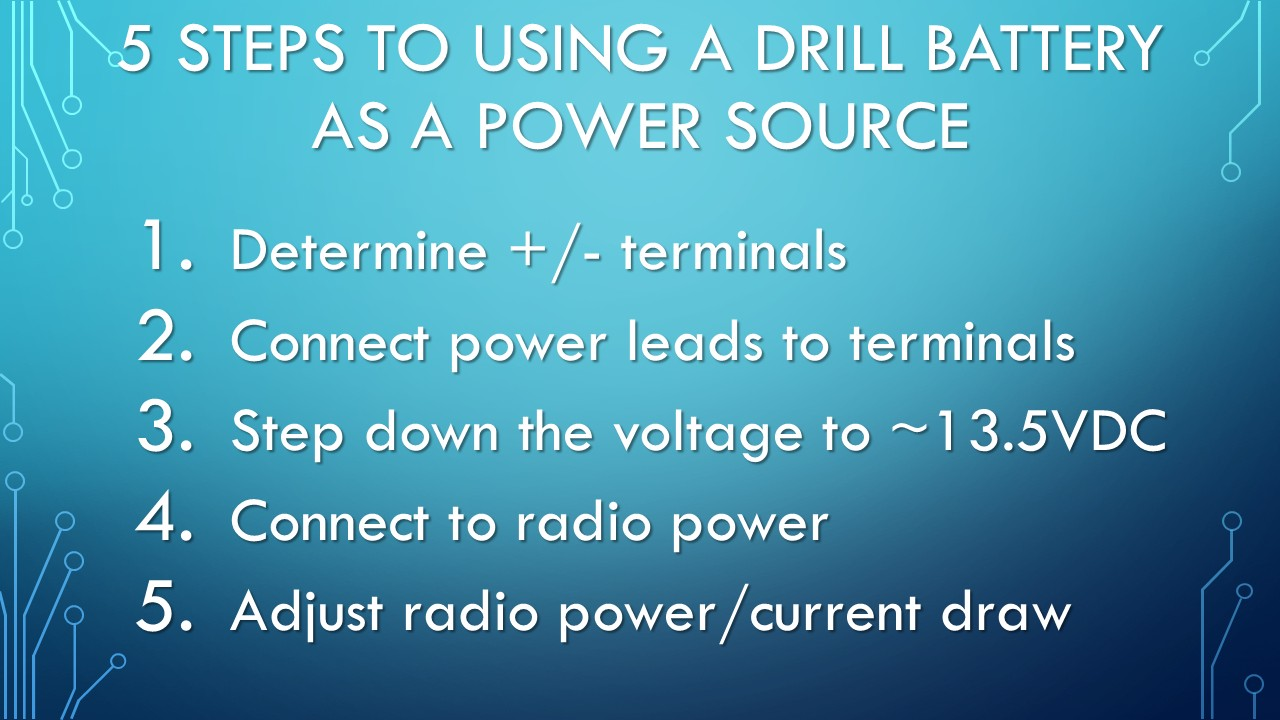 5 STEPS TO USING A DRILL BATTERY
AS A POWER SOURCE
1. Determine +/- terminals
2. Connect power leads to terminals
3. Step down the voltage to ~13.5VDC
4. Connect to radio power
5. Adjust radio power/current draw